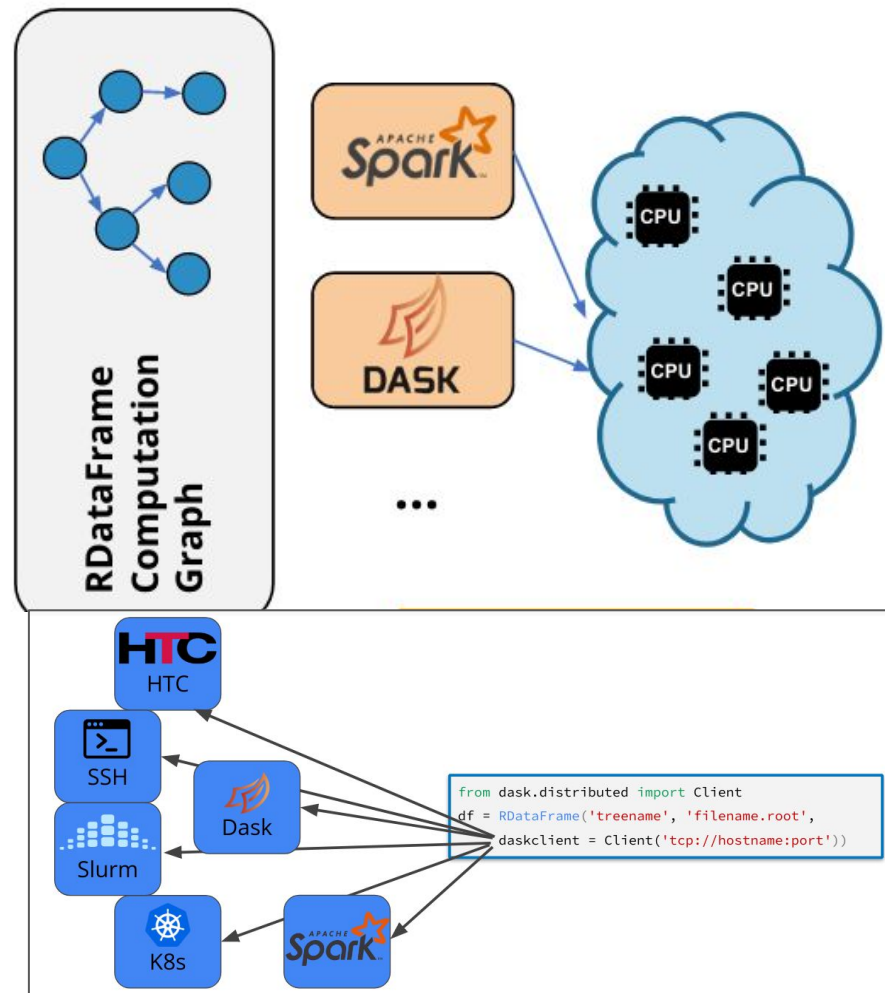 APACHE
Spark
DASK
CPU
CPU
CPU
CPU
CPU
...
RDataFrame
Computation
Graph
HTC
HTC
SSH
Dask
Slurm
K8s
APACHE
Spark
from dask.distributed import Client
df = RDataFrame('treename', 'filename.root',
daskclient = Client('tcp://hostname:port'))